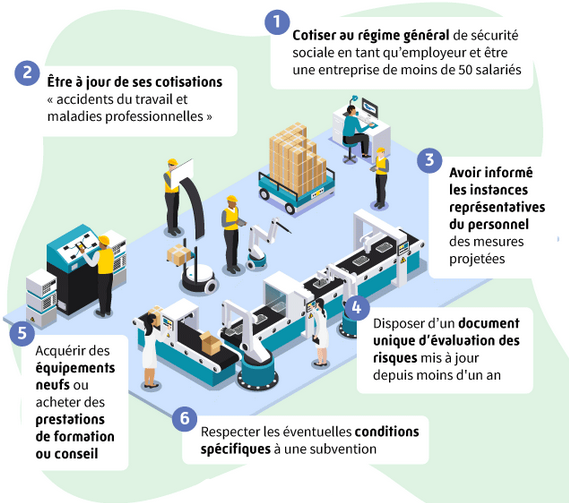 1
Cotiser au régime général de sécurité
sociale en tant qu'employeur et être
une entreprise de moins de 50 salariés
2
Être à jour de ses cotisations
« accidents du travail et
maladies professionnelles »
3
Avoir informé
les instances
représentatives
du personnel
des mesures
projetées
4
Disposer d'un document
unique d'évaluation des
risques mis à jour
depuis moins d'un an
5
Acquérir des
équipements
neufs ou
acheter des
prestations
de formation
ou conseil
6
Respecter les éventuelles conditions
spécifiques à une subvention